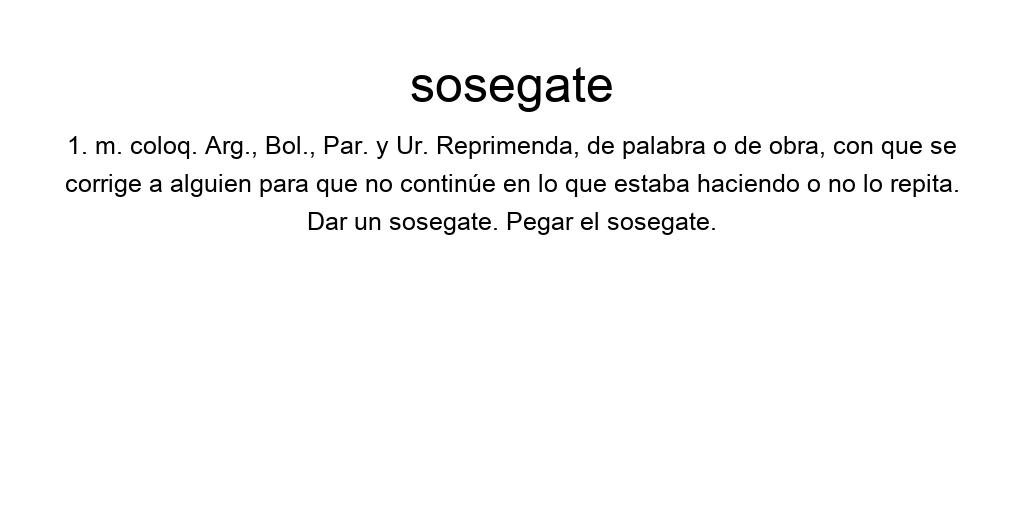 sosegate
1. m. coloq. Arg., Bol., Par. y Ur. Reprimenda, de palabra o de obra, con que se
corrige a alguien para que no continúe en lo que estaba haciendo o no lo repita.
Dar un sosegate. Pegar el sosegate.